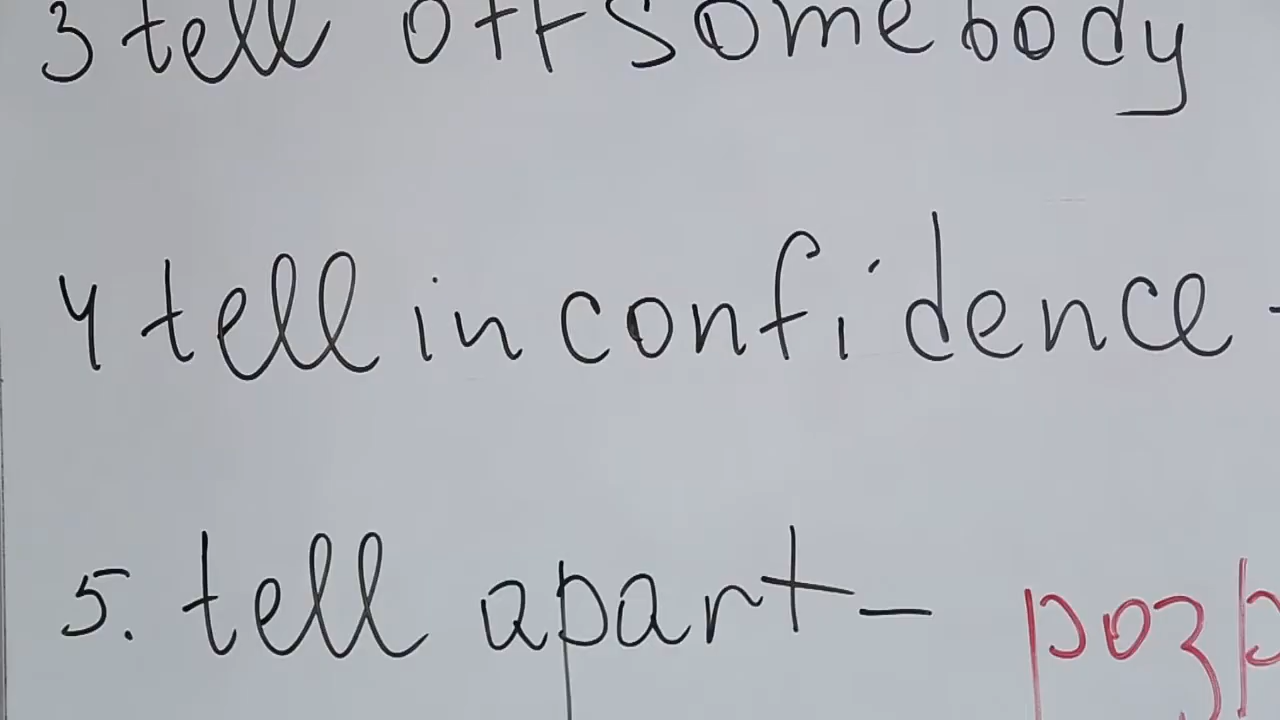 3 tell off somebody
4 tell in confidence -
5. tell apart -